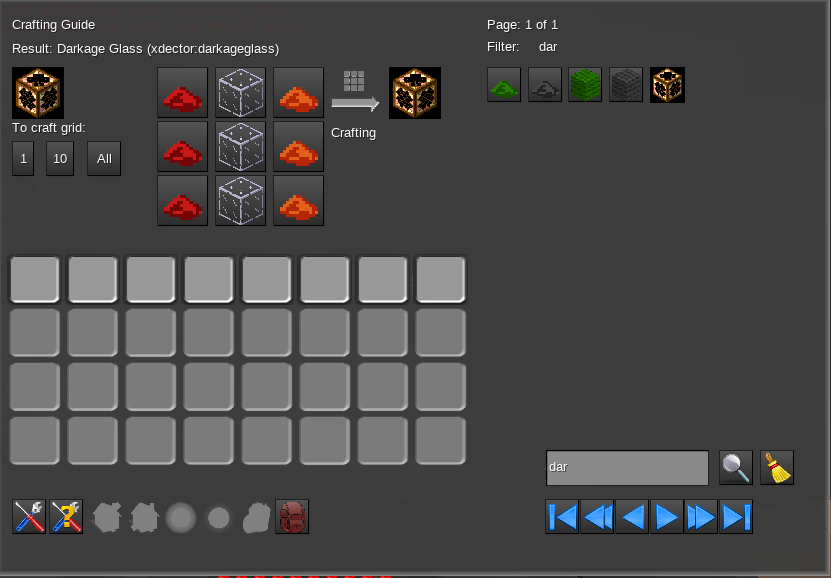 Crafting Guide
Result: Darkage Glass (xdector:darkageglass)
To craft grid:
1 10 All
Crafting
Page: 1 of 1
Filter: dar
dar